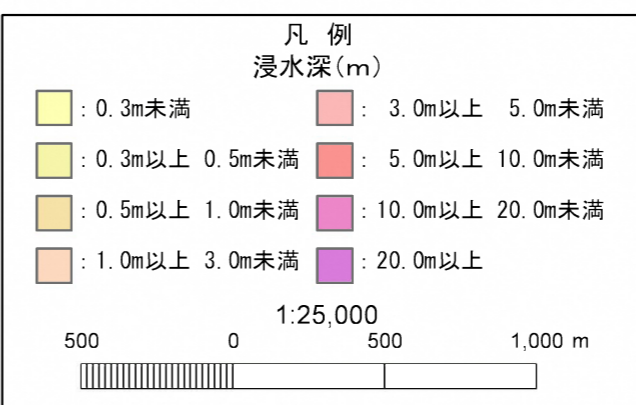 凡 例
浸水深(m)
: 0.3m未満
: 0.3m以上 0.5m未満
: 0.5m以上 1.0m未満
: 1.0m以上 3.0m未満
: 3.0m以上 5.0m未満
: 5.0m以上 10.0m未満
: 10.0m以上 20.0m未満
: 20.0m以上
1:25,000
500 0 500 1,000 m